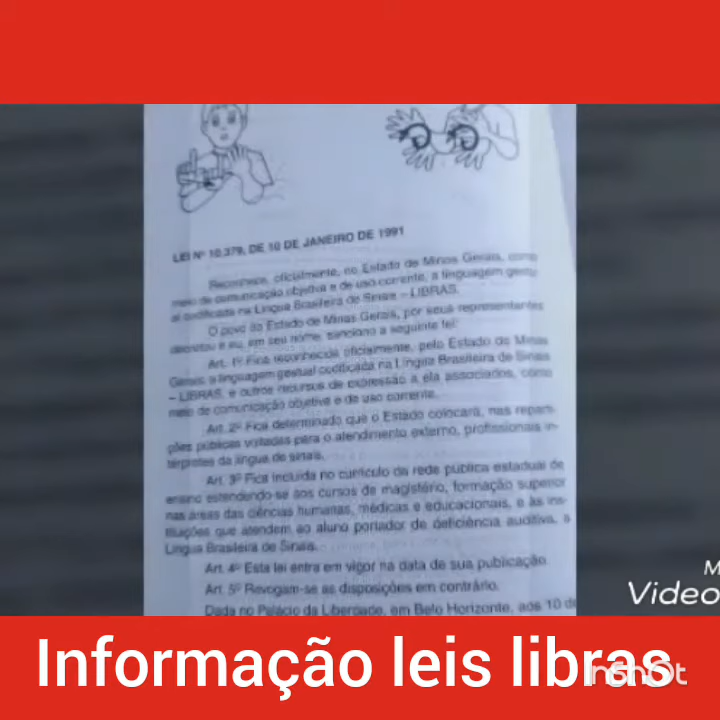 LEI Nº 10.379, DE 10 DE JANEIRO DE 1991
Reconhece, oficialmente, no Estado de Minas Gerais, como
meio de comunicação objetiva e de uso corrente, a linguagem gestu-
al codificada na Língua Brasileira de Sinais – LIBRAS.
O povo do Estado de Minas Gerais, por seus representantes
decretou e eu, em seu nome, sanciono a seguinte lei:
Art. 1º Fica reconhecida oficialmente, pelo Estado de Minas
Gerais, a linguagem gestual codificada na Língua Brasileira de Sinais
– LIBRAS, e outros recursos de expressão a ela associados, como
meio de comunicação objetiva e de uso corrente.
Art. 2º Fica determinado que o Estado colocará, nas reparti-
ções públicas voltadas para o atendimento externo, profissionais in-
térpretes da língua de sinais.
Art. 3º Fica incluída no currículo da rede pública estadual de
ensino estendendo-se aos cursos de magistério, formação superior
nas áreas das ciências humanas, médicas e educacionais, e às ins-
tituições que atendem ao aluno portador de deficiência auditiva, a
Língua Brasileira de Sinais.
Art. 4º Esta lei entra em vigor na data de sua publicação.
Art. 5º Revogam-se as disposições em contrário.
Dada no Palácio da Liberdade, em Belo Horizonte, aos 10 de
M
Video
Informação leis libras
inshot